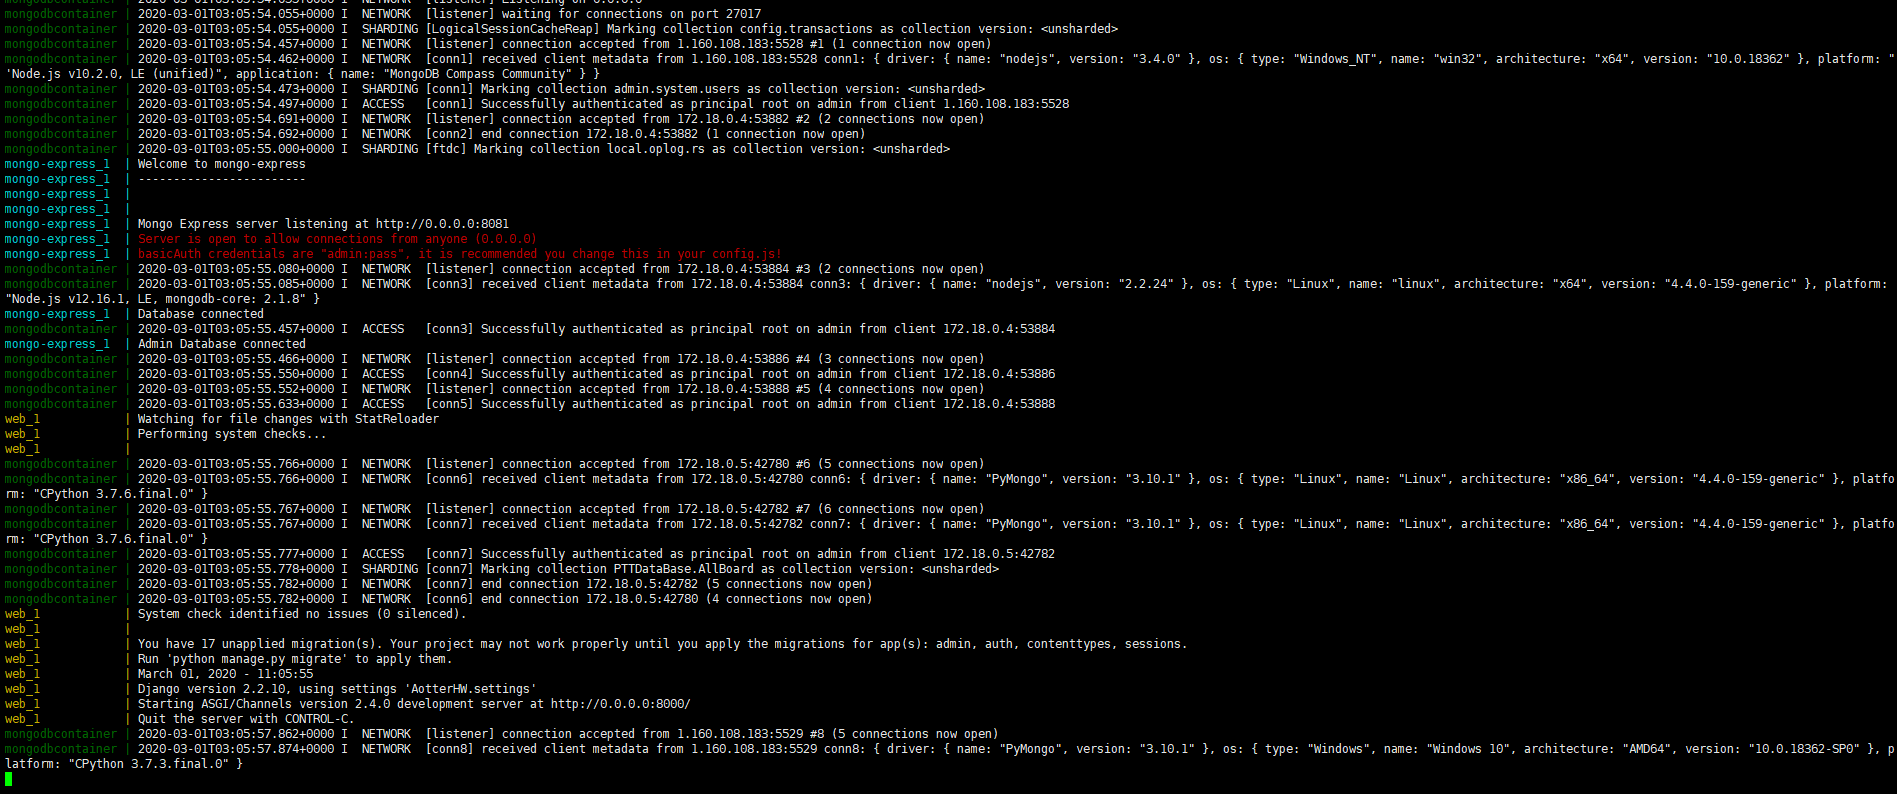 mongodbcontainer | 2020-03-01T03:05:54.055+0000 I  NETWORK  [listener] Listening on 0.0.0.0
mongodbcontainer | 2020-03-01T03:05:54.055+0000 I  NETWORK  [listener] waiting for connections on port 27017
mongodbcontainer | 2020-03-01T03:05:54.055+0000 I  SHARDING [LogicalSessionCacheReap] Marking collection config.transactions as collection version: <unsharded>
mongodbcontainer | 2020-03-01T03:05:54.457+0000 I  NETWORK  [listener] connection accepted from 1.160.108.183:5528 #1 (1 connection now open)
mongodbcontainer | 2020-03-01T03:05:54.462+0000 I  NETWORK  [conn1] received client metadata from 1.160.108.183:5528 conn1: { driver: { name: "nodejs", version: "3.4.0" }, os: { type: "Windows_NT", name: "win32", architecture: "x64", version: "10.0.18362" }, platform: "
'Node.js v10.2.0, LE (unified)", application: { name: "MongoDB Compass Community" } }
mongodbcontainer | 2020-03-01T03:05:54.473+0000 I  SHARDING [conn1] Marking collection admin.system.users as collection version: <unsharded>
mongodbcontainer | 2020-03-01T03:05:54.497+0000 I  ACCESS   [conn1] Successfully authenticated as principal root on admin from client 1.160.108.183:5528
mongodbcontainer | 2020-03-01T03:05:54.691+0000 I  NETWORK  [listener] connection accepted from 172.18.0.4:53882 #2 (2 connections now open)
mongodbcontainer | 2020-03-01T03:05:54.692+0000 I  NETWORK  [conn2] end connection 172.18.0.4:53882 (1 connection now open)
mongodbcontainer | 2020-03-01T03:05:55.000+0000 I  SHARDING [ftdc] Marking collection local.oplog.rs as collection version: <unsharded>
mongo-express_1  | Welcome to mongo-express
mongo-express_1  | ------------------------
mongo-express_1  |
mongo-express_1  |
mongo-express_1  | Mongo Express server listening at http://0.0.0.0:8081
mongo-express_1  | Server is open to allow connections from anyone (0.0.0.0)
mongo-express_1  | basicAuth credentials are "admin:pass", it is recommended you change this in your config.js!
mongodbcontainer | 2020-03-01T03:05:55.080+0000 I  NETWORK  [listener] connection accepted from 172.18.0.4:53884 #3 (2 connections now open)
mongodbcontainer | 2020-03-01T03:05:55.085+0000 I  NETWORK  [conn3] received client metadata from 172.18.0.4:53884 conn3: { driver: { name: "nodejs", version: "2.2.24" }, os: { type: "Linux", name: "linux", architecture: "x64", version: "4.4.0-159-generic" }, platform:
"Node.js v12.16.1, LE, mongodb-core: 2.1.8" }
mongo-express_1  | Database connected
mongodbcontainer | 2020-03-01T03:05:55.457+0000 I  ACCESS   [conn3] Successfully authenticated as principal root on admin from client 172.18.0.4:53884
mongo-express_1  | Admin Database connected
mongodbcontainer | 2020-03-01T03:05:55.466+0000 I  NETWORK  [listener] connection accepted from 172.18.0.4:53886 #4 (3 connections now open)
mongodbcontainer | 2020-03-01T03:05:55.550+0000 I  ACCESS   [conn4] Successfully authenticated as principal root on admin from client 172.18.0.4:53886
mongodbcontainer | 2020-03-01T03:05:55.552+0000 I  NETWORK  [listener] connection accepted from 172.18.0.4:53888 #5 (4 connections now open)
mongodbcontainer | 2020-03-01T03:05:55.633+0000 I  ACCESS   [conn5] Successfully authenticated as principal root on admin from client 172.18.0.4:53888
web_1            | Watching for file changes with StatReloader
web_1            | Performing system checks...
web_1            |
mongodbcontainer | 2020-03-01T03:05:55.766+0000 I  NETWORK  [listener] connection accepted from 172.18.0.5:42780 #6 (5 connections now open)
mongodbcontainer | 2020-03-01T03:05:55.766+0000 I  NETWORK  [conn6] received client metadata from 172.18.0.5:42780 conn6: { driver: { name: "PyMongo", version: "3.10.1" }, os: { type: "Linux", name: "Linux", architecture: "x86_64", version: "4.4.0-159-generic" }, platfo
rm: "CPython 3.7.6.final.0" }
mongodbcontainer | 2020-03-01T03:05:55.767+0000 I  NETWORK  [listener] connection accepted from 172.18.0.5:42782 #7 (6 connections now open)
mongodbcontainer | 2020-03-01T03:05:55.767+0000 I  NETWORK  [conn7] received client metadata from 172.18.0.5:42782 conn7: { driver: { name: "PyMongo", version: "3.10.1" }, os: { type: "Linux", name: "Linux", architecture: "x86_64", version: "4.4.0-159-generic" }, platfo
rm: "CPython 3.7.6.final.0" }
mongodbcontainer | 2020-03-01T03:05:55.777+0000 I  ACCESS   [conn7] Successfully authenticated as principal root on admin from client 172.18.0.5:42782
mongodbcontainer | 2020-03-01T03:05:55.778+0000 I  SHARDING [conn7] Marking collection PTTDataBase.AllBoard as collection version: <unsharded>
mongodbcontainer | 2020-03-01T03:05:55.782+0000 I  NETWORK  [conn7] end connection 172.18.0.5:42782 (5 connections now open)
mongodbcontainer | 2020-03-01T03:05:55.782+0000 I  NETWORK  [conn6] end connection 172.18.0.5:42780 (4 connections now open)
web_1            | System check identified no issues (0 silenced).
web_1            |
web_1            | You have 17 unapplied migration(s). Your project may not work properly until you apply the migrations for app(s): admin, auth, contenttypes, sessions.
web_1            | Run 'python manage.py migrate' to apply them.
web_1            | March 01, 2020 - 11:05:55
web_1            | Django version 2.2.10, using settings 'AotterHW.settings'
web_1            | Starting ASGI/Channels version 2.4.0 development server at http://0.0.0.0:8000/
web_1            | Quit the server with CONTROL-C.
mongodbcontainer | 2020-03-01T03:05:57.862+0000 I  NETWORK  [listener] connection accepted from 1.160.108.183:5529 #8 (5 connections now open)
mongodbcontainer | 2020-03-01T03:05:57.874+0000 I  NETWORK  [conn8] received client metadata from 1.160.108.183:5529 conn8: { driver: { name: "PyMongo", version: "3.10.1" }, os: { type: "Windows", name: "Windows 10", architecture: "AMD64", version: "10.0.18362-SP0" }, p
latform: "CPython 3.7.3.final.0" }